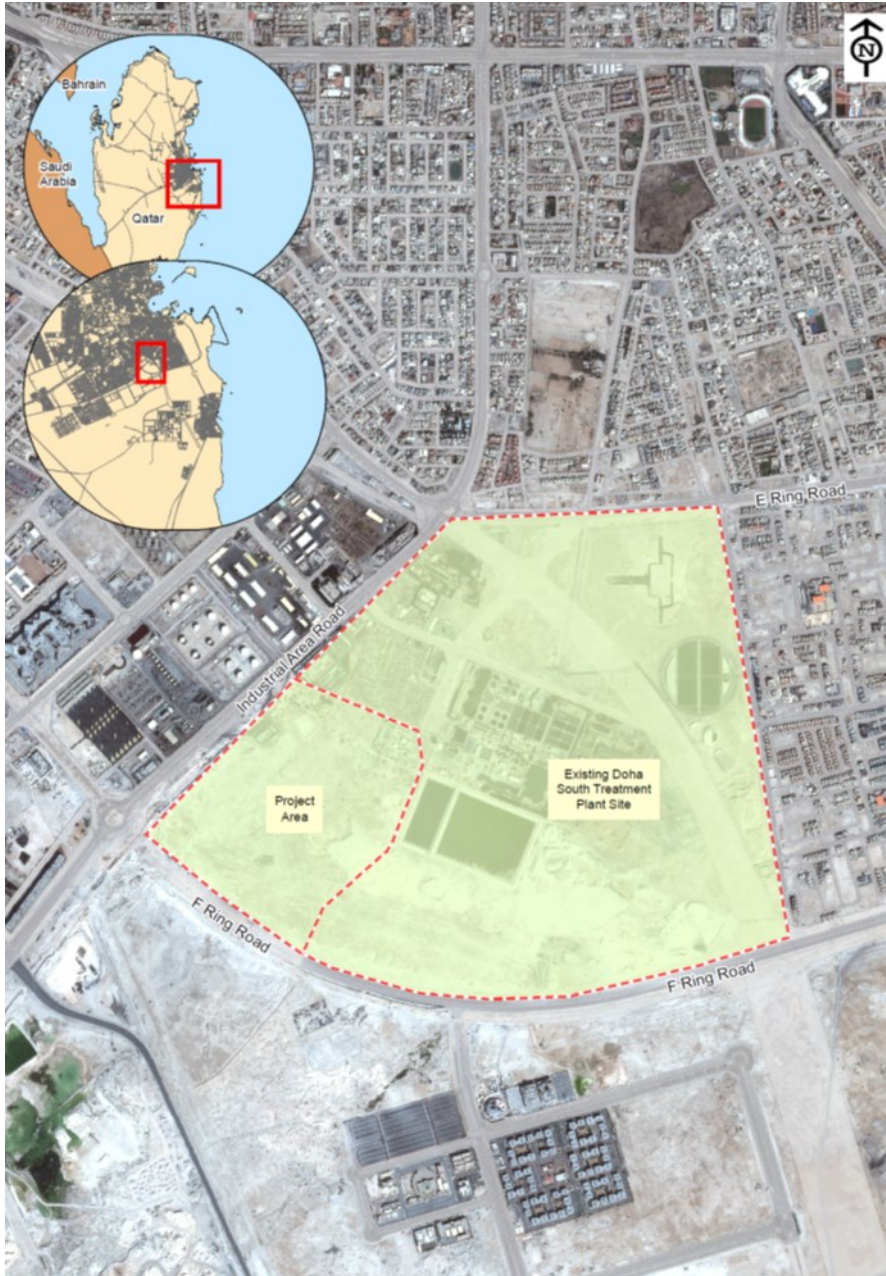 N
Bahrain
Saudi
Arabia
Qatar
E Ring Road
Industrial Area Road
Existing Doha
South Treatment
Plant Site
Project
Area
F Ring Road
F Ring Road